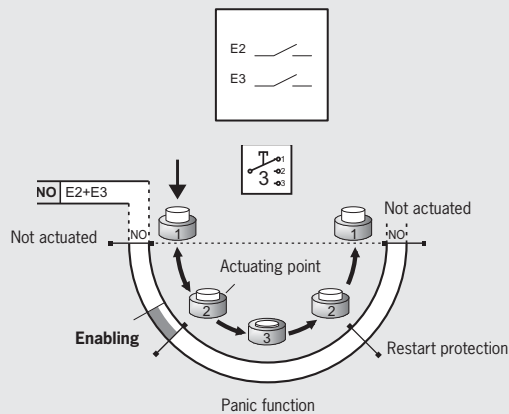 E2
E3
1
2
3
3
NO E2+E3
Not actuated
NO
1
1
NO
Not actuated
Actuating point
2
2
3
Enabling
Restart protection
Panic function